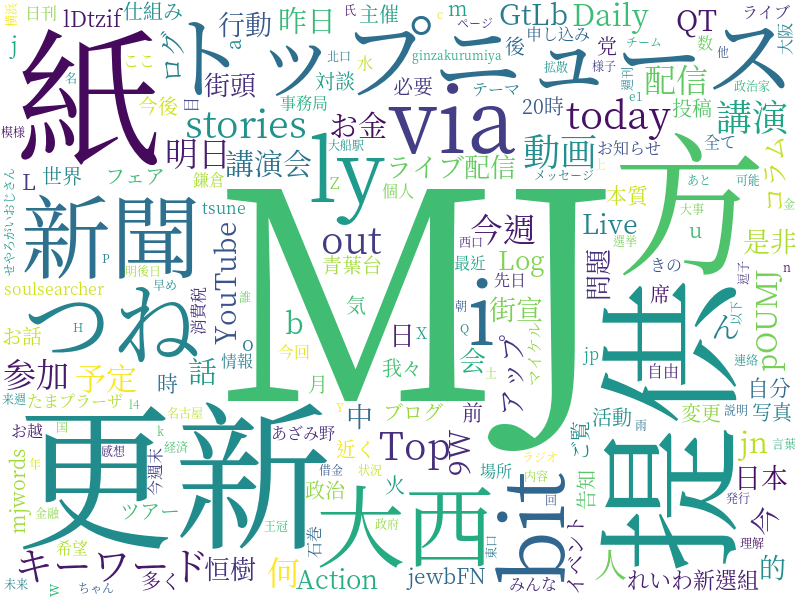 栖浜
日刊
仕組み
氏
主催
m
ページ
GtLb
申し込み
チーム
QT
数
ライブ
大阪
lDtzif
行動
昨日
Daily
j
紙
トップニュース
ログ
a
ここ
北口
ginzakurumiya
後
党
他
水
拡散
様子
週刊
政治家
街頭
対談
必要
テーマ
配信
今後
目
事務局
20時
e1
投稿
名
stories
お金
via
today
講演
模様
明日
ly
大船駅
動画
お知らせ
全て
L
世界
フェア
鎌倉
講演会
ライブ配信
メッセージ
コラム
Z
個人
本質
あと
可能
金
せやろがいおじさん
新聞
tsune
MJ
方
大事
out
今週
Live
u
是非
YouTube
青葉台
西口
Log
問題
選挙
P
明後日
最近
先日
きの
n
soulsearcher
早め
気
街宣
席
逗子
以下
つね
消費税
b
朝
i
提供
pOUMJ
お話
H
誰
日
X
Q
マイケル
ん
o
我々
会
アップ
連絡
参加
予定
話
情報
今回
月
jp
自由
時
土
自分
来週
l4
たまプラーザ
中
ブログ
前
ご覧
活動
変更
説明
写真
お越
国
更新
名古屋
あざみ野
Y
Top
9W
ラジオ
雨
jn
言葉
k
感想
経済
今週末
近く
bit
告知
mjwords
年
借金
状況
内容
場所
人
日本
ツアー
政治
大西
火
回
発行
今
金融
石巻
王冠
政府
東口
イベント
理解
希望
キーワード
恒樹
何
的
未来
w
ちゃん
多く
Action
jewbFN
みんな
れいわ新選組